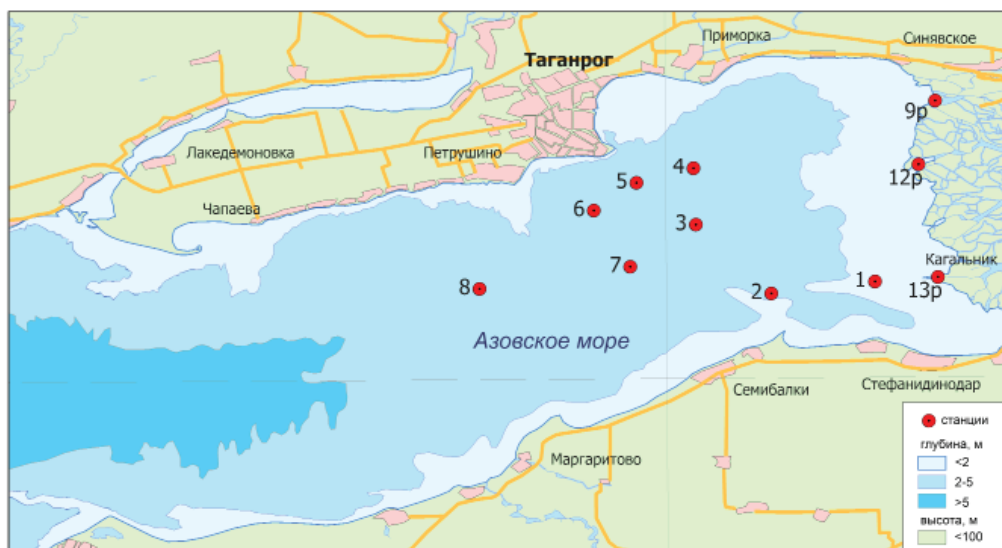 Приморка
Синявское
Таганрог
9р
Лакедемоновка
Петрушино
4
12р
5
Чапаева
6
3
7
Кагальник
8
2
1
13р
Азовское море
Семибалки
Стефанидинодар
станции
глубина, м
<2
Маргаритово
2-5
>5
высота, м
<100